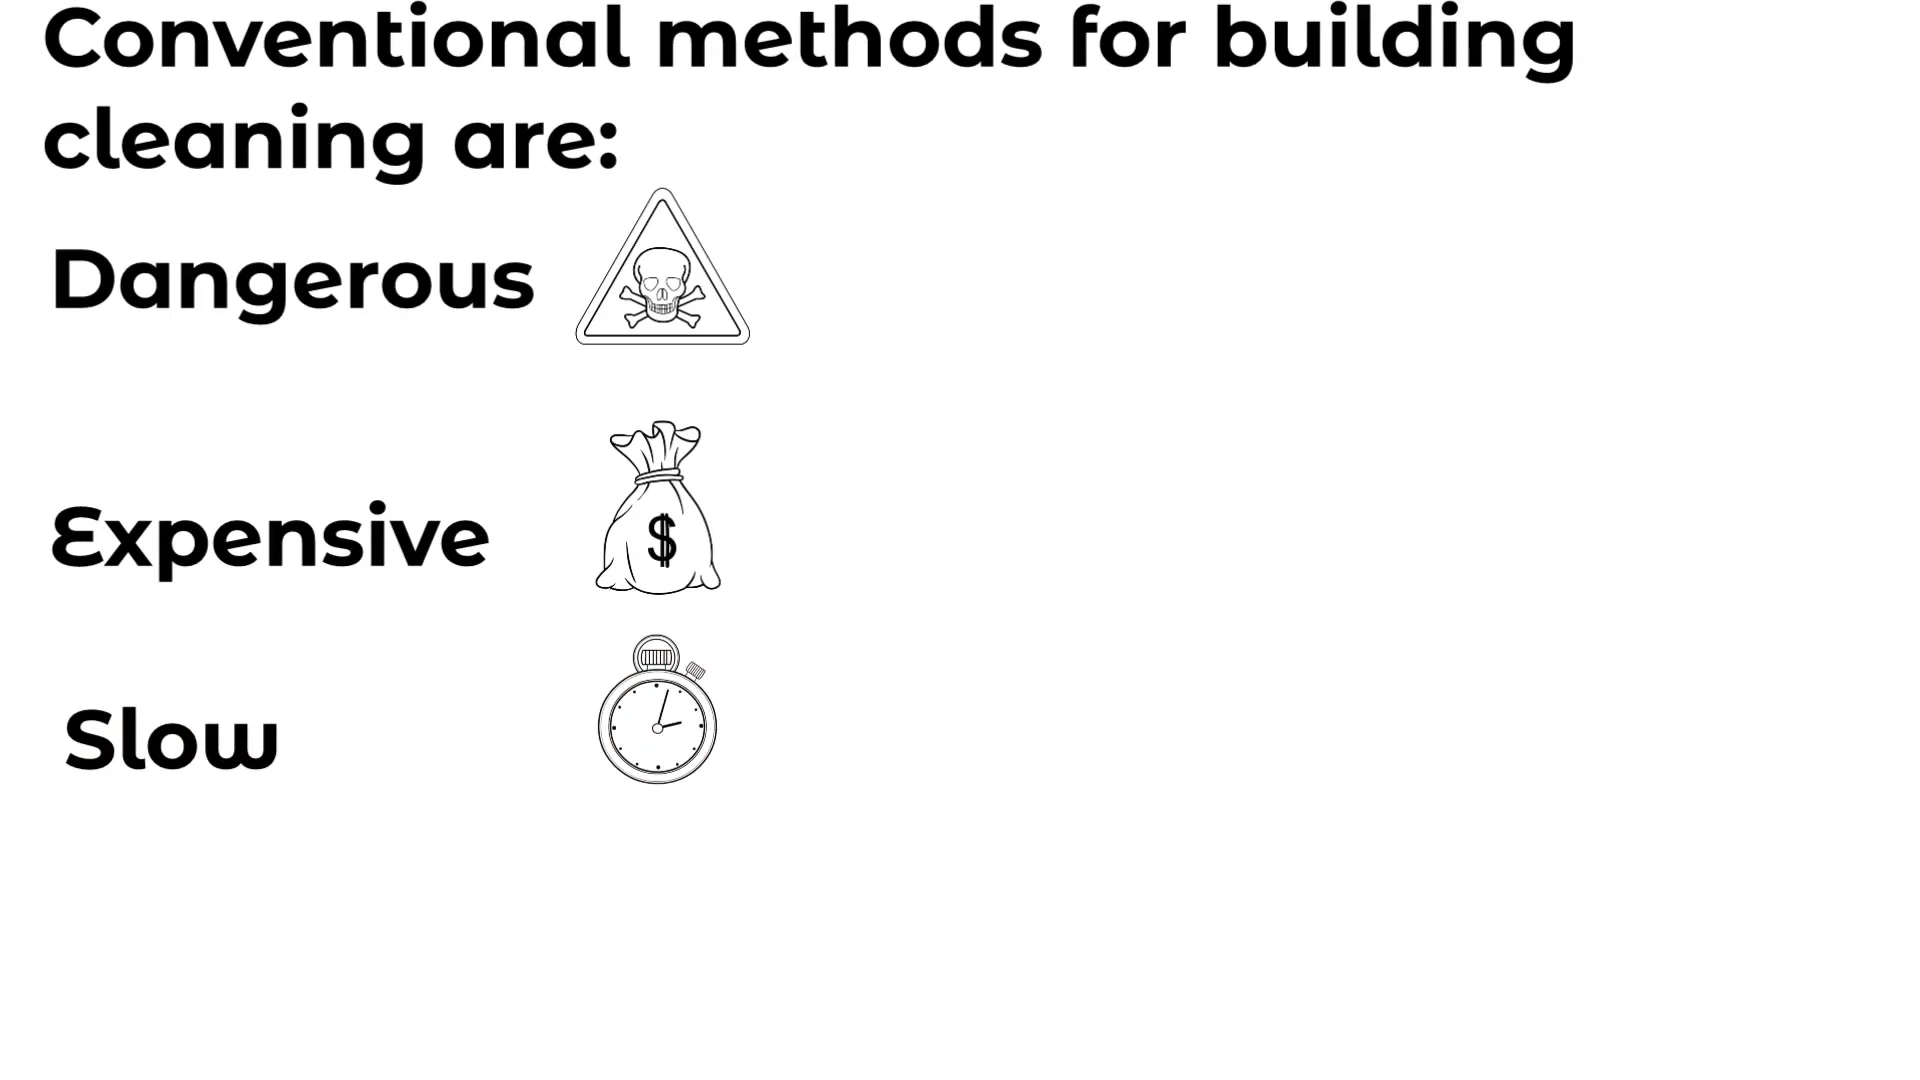 Conventional methods for building
cleaning are:
Dangerous
Expensive
$
Slow